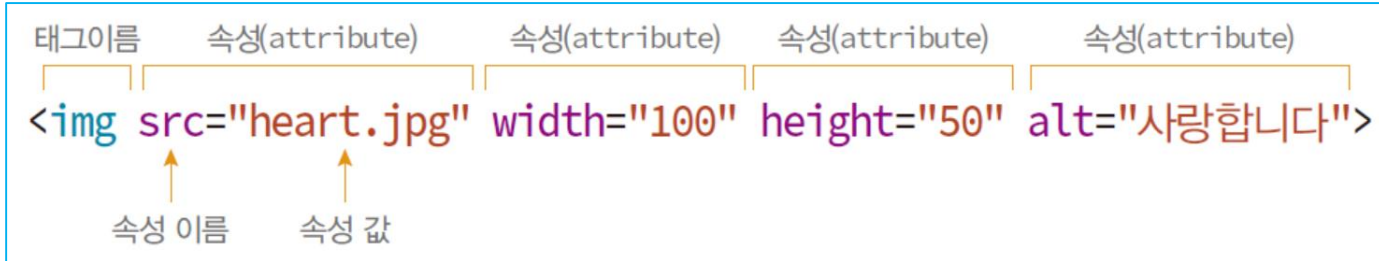 태그이름 속성(attribute) 속성(attribute) 속성(attribute) 속성(attribute)
<img src="heart.jpg" width="100" height="50" alt="사랑합니다">
속성 이름 속성 값